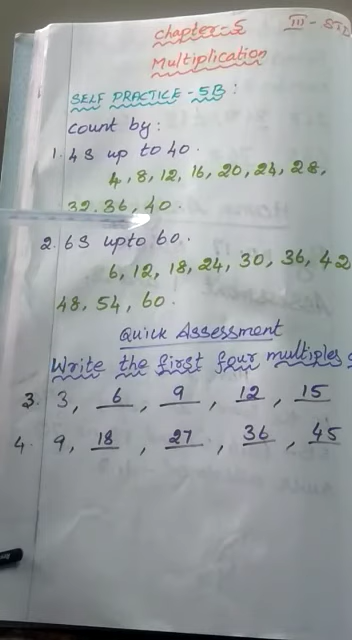 Chapter-5 III-STD
Multiplication
SELF PRACTICE-5B:
Count by:
1. 4s up to 40.
4, 8, 12, 16, 20, 24, 28,
32, 36, 40.
2. 6s upto 60.
6, 12, 18, 24, 30, 36, 42
48, 54, 60.
Quick Assessment
Write the first four multiples
3. 3, 6, 9, 12, 15
4. 9, 18, 27, 36, 45